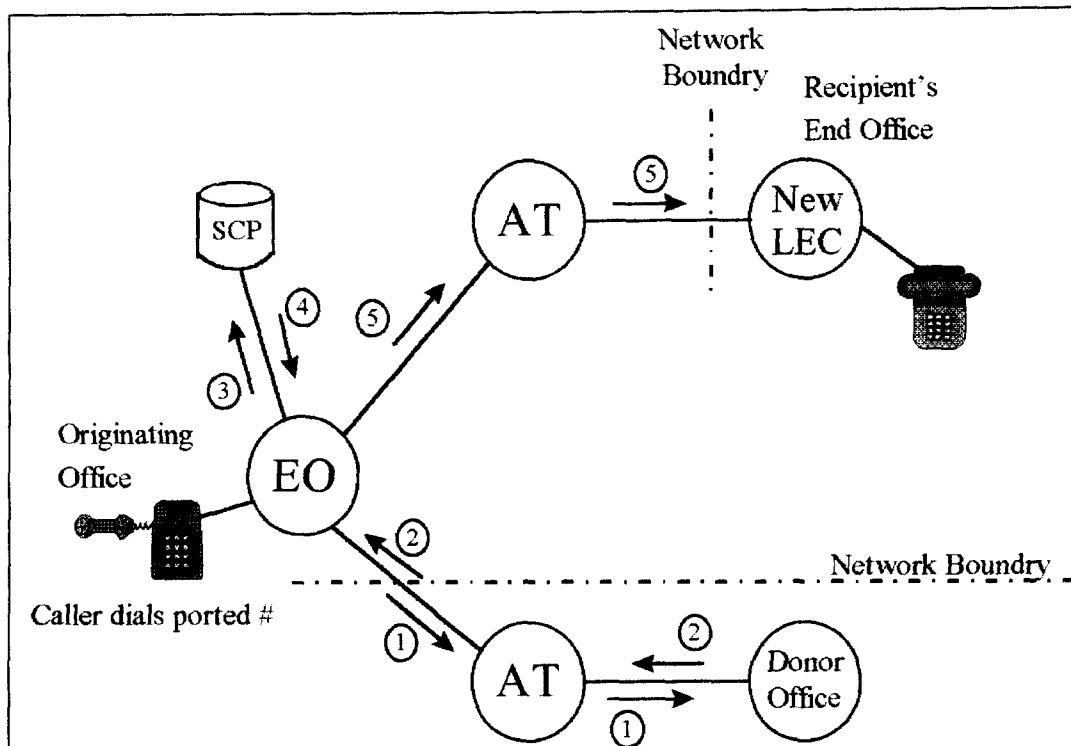 Network
Boundry
Recipient's
End Office
5
SCP
AT
New
LEC
4
5
3
Originating
Office
EO
2
Network Boundry
Caller dials ported #
1
2
AT
Donor
Office
1